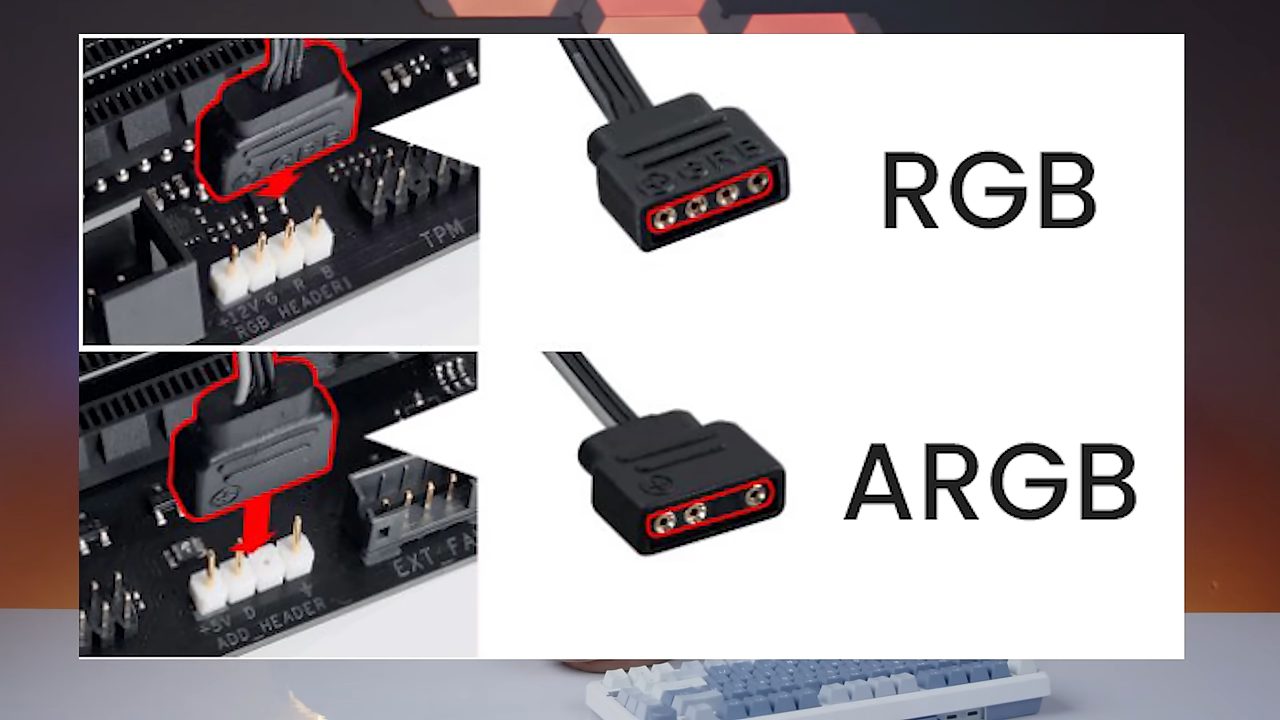 TPM
+12V G R B
RGB HEADER1
G R B
RGB
EXT_FA
+5V D
ADD_HEADER
ARGB